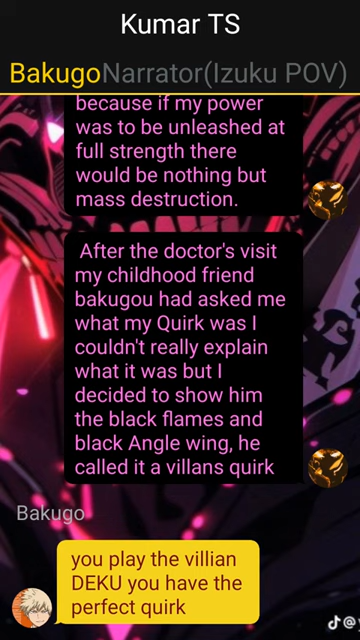 Kumar TS
Bakugo Narrator(Izuku POV)
because if my power
was to be unleashed at
full strength there
would be nothing but
mass destruction.
After the doctor's visit
my childhood friend
bakugou had asked me
what my Quirk was I
couldn't really explain
what it was but I
decided to show him
the black flames and
black Angle wing, he
called it a villans quirk
Bakugo
you play the villian
DEKU you have the
perfect quirk
@